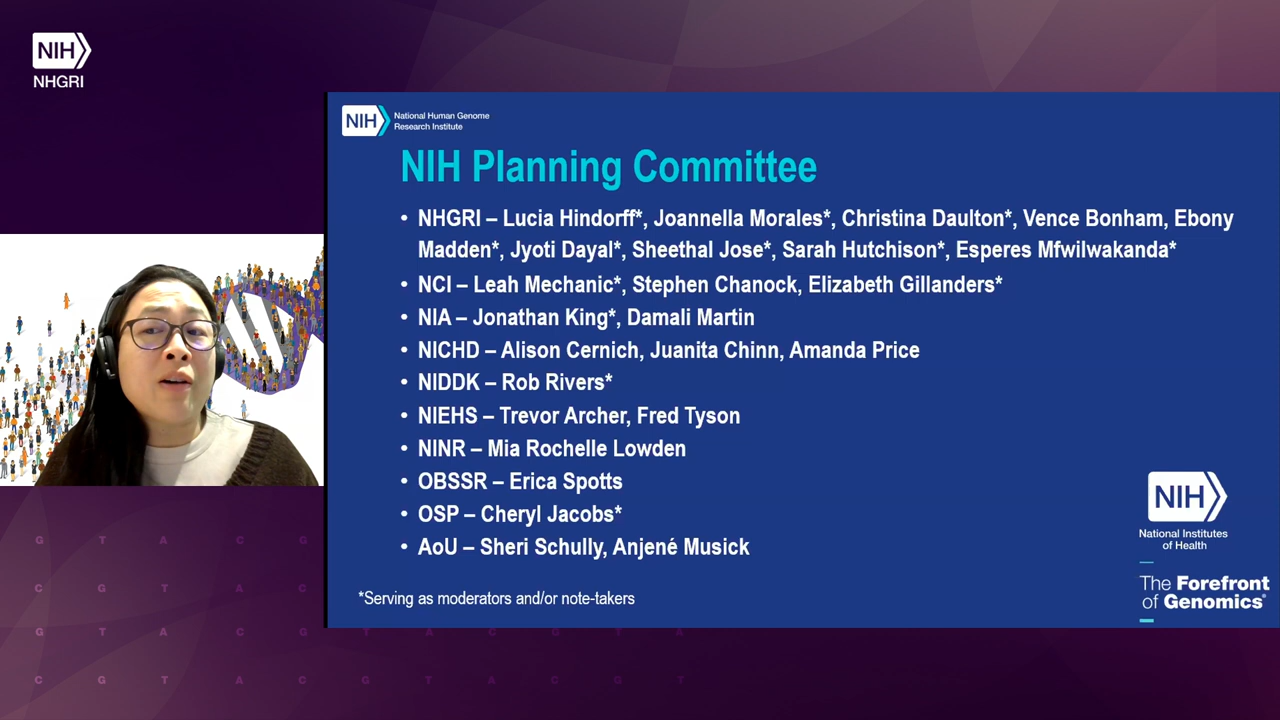 NIH
NHGRI
NIH
National Human Genome
Research Institute
NIH Planning Committee
• NHGRI – Lucia Hindorff*, Joannella Morales*, Christina Daulton*, Vence Bonham, Ebony
Madden*, Jyoti Dayal*, Sheethal Jose*, Sarah Hutchison*, Esperes Mfwilwakanda*
• NCI – Leah Mechanic*, Stephen Chanock, Elizabeth Gillanders*
• NIA – Jonathan King*, Damali Martin
• NICHD – Alison Cernich, Juanita Chinn, Amanda Price
• NIDDK – Rob Rivers*
• NIEHS – Trevor Archer, Fred Tyson
• NINR – Mia Rochelle Lowden
• OBSSR – Erica Spotts
• OSP – Cheryl Jacobs*
• AoU – Sheri Schully, Anjené Musick
*Serving as moderators and/or note-takers
NIH
National Institutes
of Health
The Forefront
of Genomics®
G T A C G
C G T A C
G T A C G T A C G T A
C G T A C G T A C G T